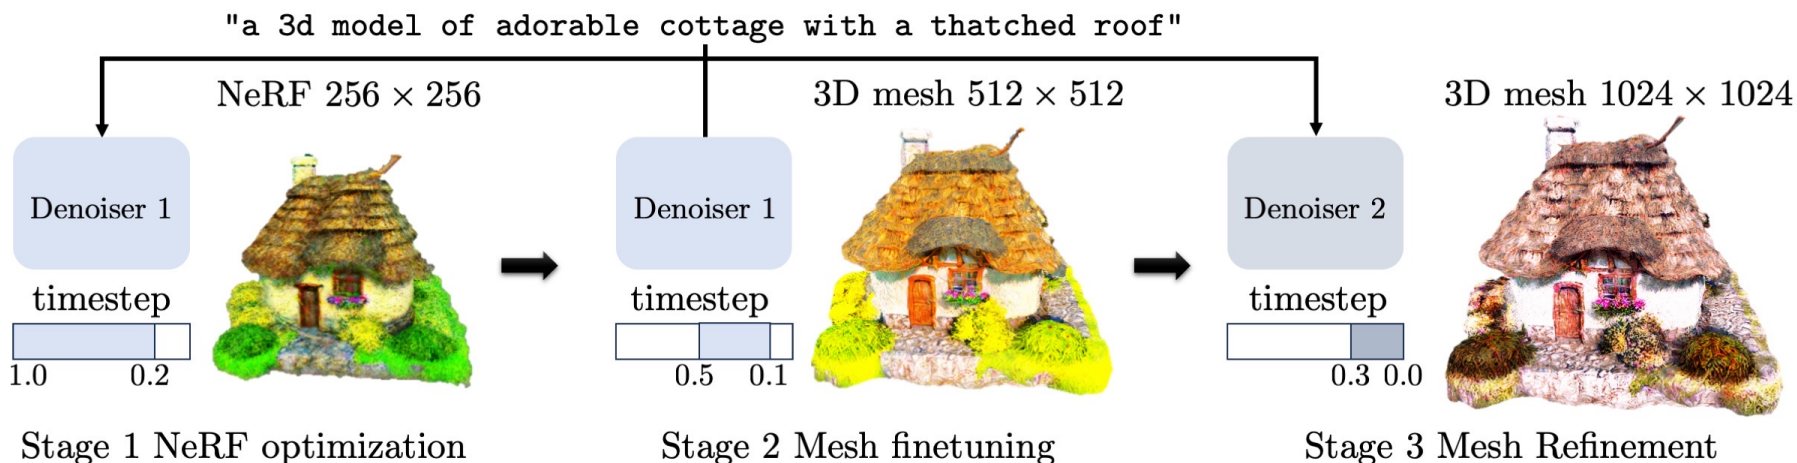 "a 3d model of adorable cottage with a thatched roof"
NeRF 256 × 256
3D mesh 512 × 512
3D mesh 1024 × 1024
Denoiser 1
Denoiser 1
Denoiser 2
timestep
timestep
timestep
1.0 0.2
0.5 0.1
0.3 0.0
Stage 1 NeRF optimization
Stage 2 Mesh finetuning
Stage 3 Mesh Refinement